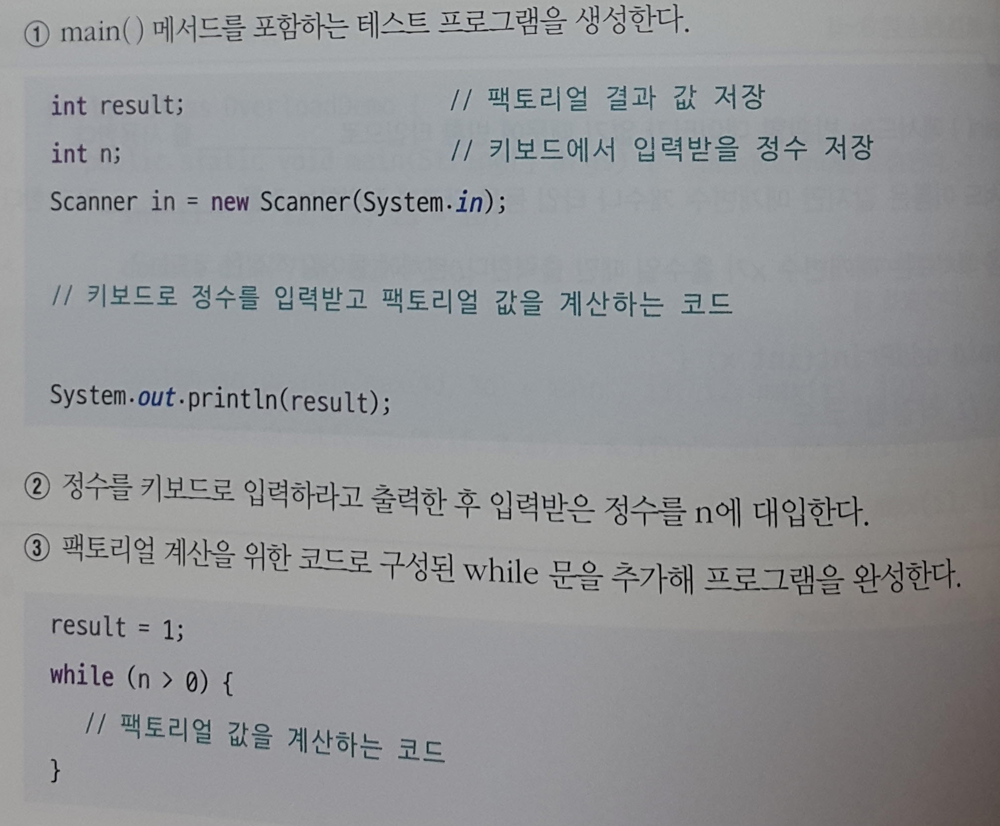 ① main() 메서드를 포함하는 테스트 프로그램을 생성한다.
int result; // 팩토리얼 결과 값 저장
int n; // 키보드에서 입력받을 정수 저장
Scanner in = new Scanner(System.in);
// 키보드로 정수를 입력받고 팩토리얼 값을 계산하는 코드
System.out.println(result);
② 정수를 키보드로 입력하라고 출력한 후 입력받은 정수를 n에 대입한다.
③ 팩토리얼 계산을 위한 코드로 구성된 while 문을 추가해 프로그램을 완성한다.
result = 1;
while (n > 0) {
// 팩토리얼 값을 계산하는 코드
}